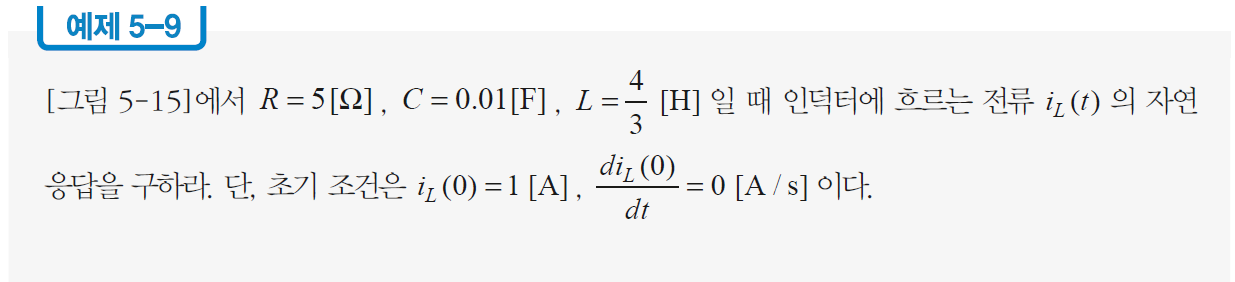 예제 5-9
[그림 5-15]에서 R = 5[Ω], C = 0.01[F], L = 4/3 [H] 일 때 인덕터에 흐르는 전류 i_L(t) 의 자연
응답을 구하라. 단, 초기 조건은 i_L(0) = 1 [A], di_L(0)/dt = 0 [A / s] 이다.